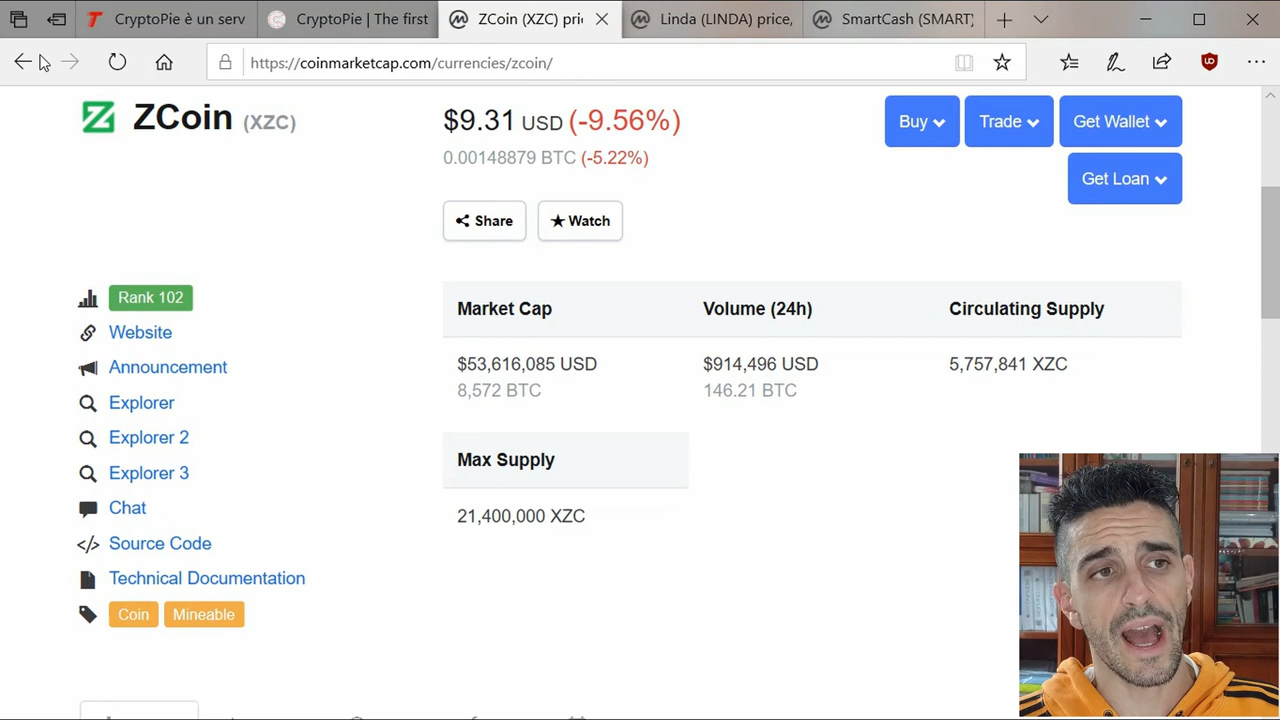 CryptoPie è un serv
CryptoPie | The first
ZCoin (XZC) pri
Linda (LINDA) price,
SmartCash (SMART)
https://coinmarketcap.com/currencies/zcoin/
ZCoin (XZC)
$9.31 USD (-9.56%)
0.00148879 BTC (-5.22%)
Buy
Trade
Get Wallet
Get Loan
Share
Watch
Rank 102
Website
Announcement
Explorer
Explorer 2
Explorer 3
Chat
Source Code
Technical Documentation
Coin
Mineable
Market Cap
$53,616,085 USD
8,572 BTC
Volume (24h)
$914,496 USD
146.21 BTC
Circulating Supply
5,757,841 XZC
Max Supply
21,400,000 XZC